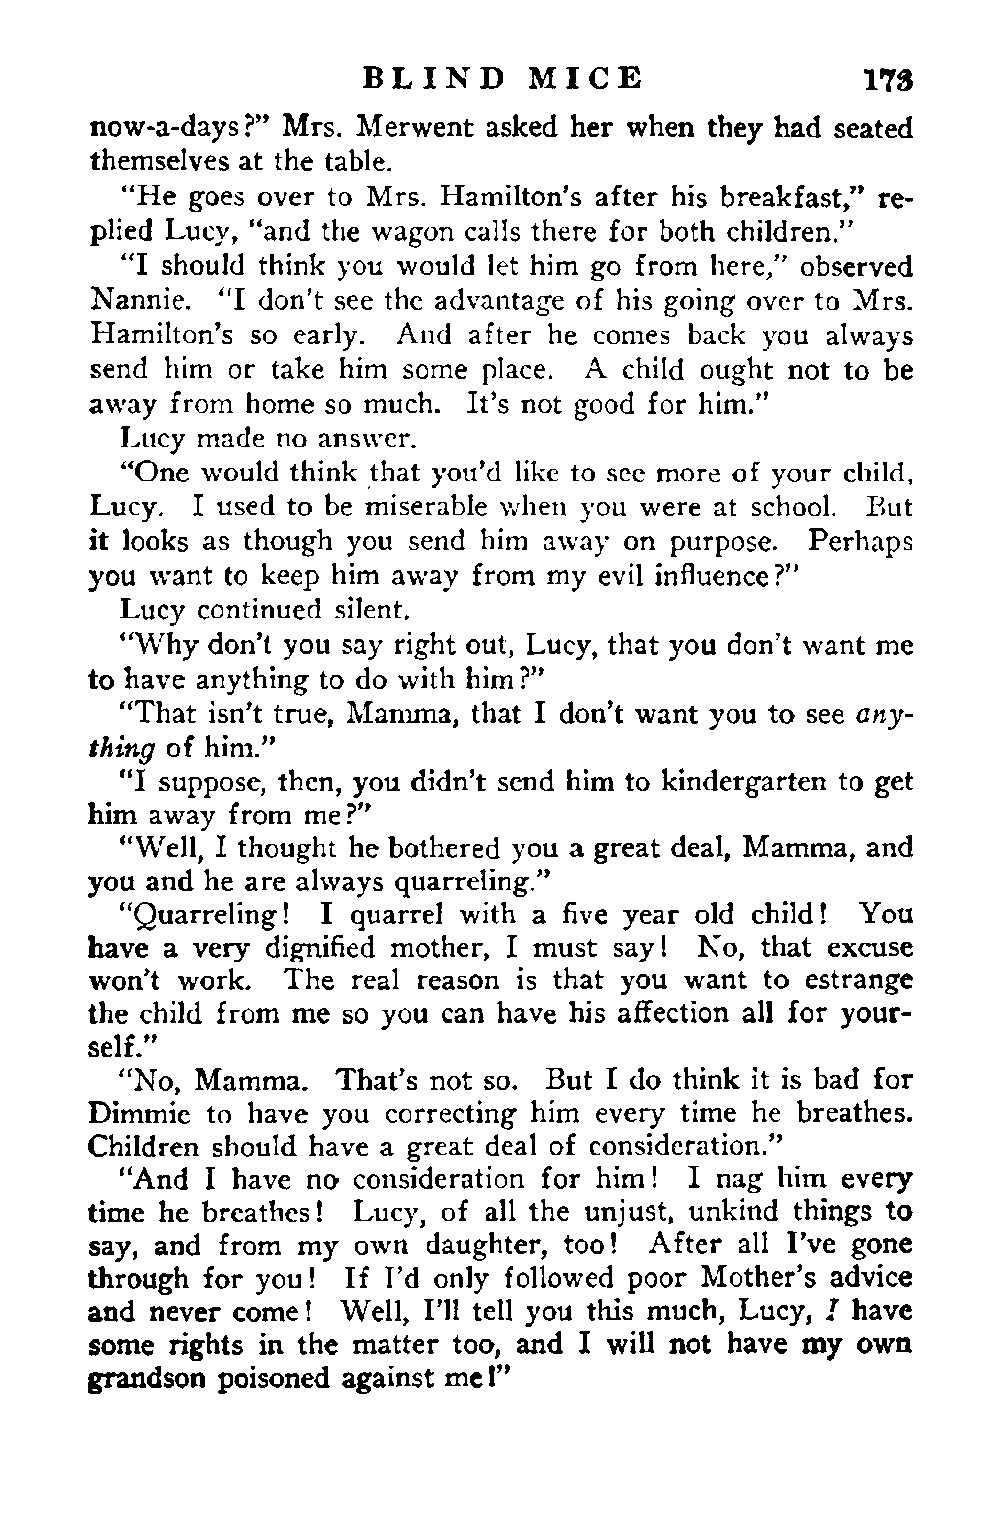 BLIND MICE 173
now-a-days?” Mrs. Merwent asked her when they had seated
themselves at the table.
“He goes over to Mrs. Hamilton’s after his breakfast,” re-
plied Lucy, “and the wagon calls there for both children.”
“I should think you would let him go from here,” observed
Nannie. “I don’t see the advantage of his going over to Mrs.
Hamilton’s so early. And after he comes back you always
send him or take him some place. A child ought not to be
away from home so much. It’s not good for him.”
Lucy made no answer.
“One would think that you’d like to see more of your child,
Lucy. I used to be miserable when you were at school. But
it looks as though you send him away on purpose. Perhaps
you want to keep him away from my evil influence?”
Lucy continued silent.
“Why don’t you say right out, Lucy, that you don’t want me
to have anything to do with him?”
“That isn’t true, Mamma, that I don’t want you to see any-
thing of him.”
“I suppose, then, you didn’t send him to kindergarten to get
him away from me?”
“Well, I thought he bothered you a great deal, Mamma, and
you and he are always quarreling.”
“Quarreling! I quarrel with a five year old child! You
have a very dignified mother, I must say! No, that excuse
won’t work. The real reason is that you want to estrange
the child from me so you can have his affection all for your-
self.”
“No, Mamma. That’s not so. But I do think it is bad for
Dimmie to have you correcting him every time he breathes.
Children should have a great deal of consideration.”
“And I have no consideration for him! I nag him every
time he breathes! Lucy, of all the unjust, unkind things to
say, and from my own daughter, too! After all I’ve gone
through for you! If I’d only followed poor Mother’s advice
and never come! Well, I’ll tell you this much, Lucy, I have
some rights in the matter too, and I will not have my own
grandson poisoned against me!”